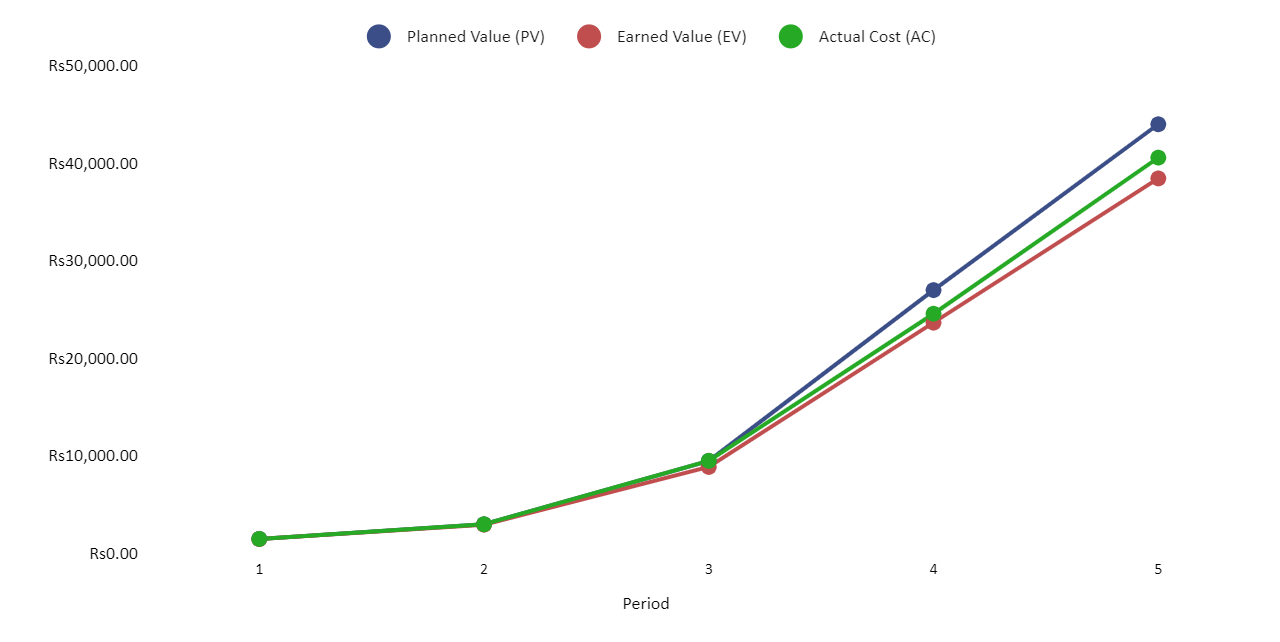 Planned Value (PV) Earned Value (EV) Actual Cost (AC)
Rs50,000.00
Rs40,000.00
Rs30,000.00
Rs20,000.00
Rs10,000.00
Rs0.00
1 2 3 4 5
Period